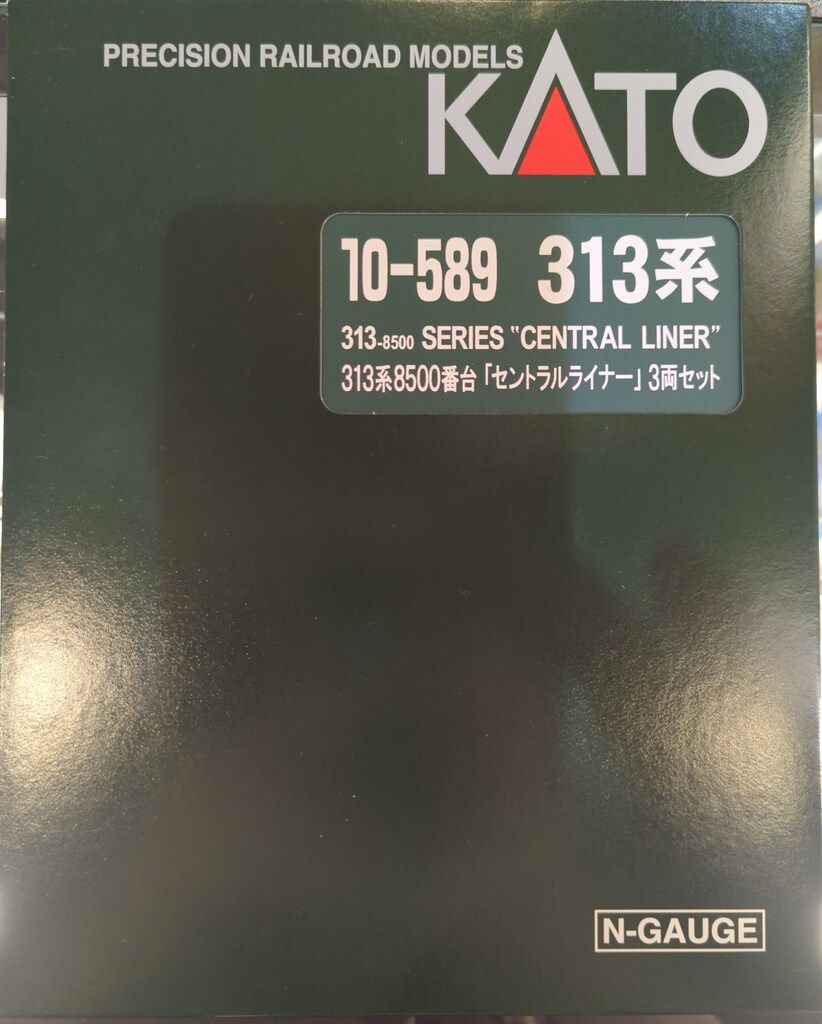 PRECISION RAILROAD MODELS
KATO
10-589 313系
313-8500 SERIES "CENTRAL LINER"
313系8500番台「セントラルライナー」3両セット
N-GAUGE